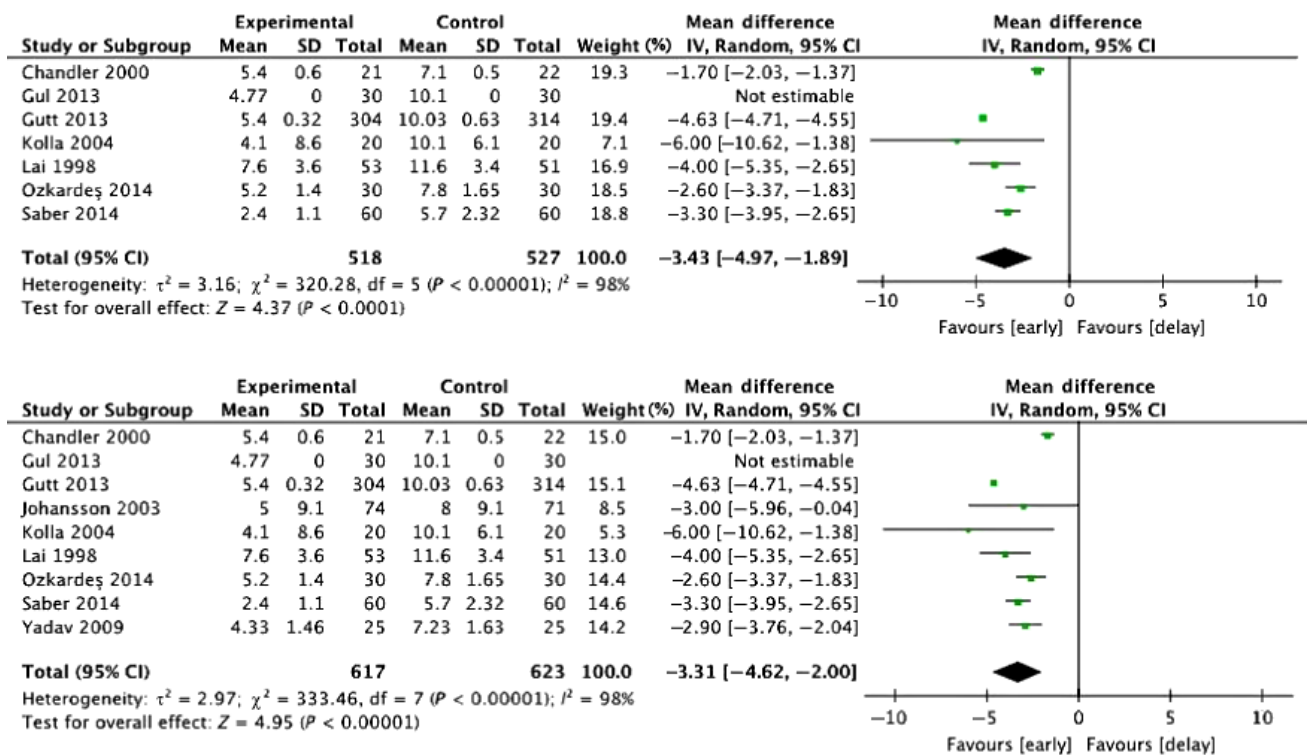 Experimental Control Mean difference Mean difference
Study or Subgroup Mean SD Total Mean SD Total Weight (%) IV, Random, 95% CI IV, Random, 95% CI
Chandler 2000 5.4 0.6 21 7.1 0.5 22 19.3 −1.70 [−2.03, −1.37]
Gul 2013 4.77 0 30 10.1 0 30 Not estimable
Gutt 2013 5.4 0.32 304 10.03 0.63 314 19.4 −4.63 [−4.71, −4.55]
Kolla 2004 4.1 8.6 20 10.1 6.1 20 7.1 −6.00 [−10.62, −1.38]
Lai 1998 7.6 3.6 53 11.6 3.4 51 16.9 −4.00 [−5.35, −2.65]
Ozkardeş 2014 5.2 1.4 30 7.8 1.65 30 18.5 −2.60 [−3.37, −1.83]
Saber 2014 2.4 1.1 60 5.7 2.32 60 18.8 −3.30 [−3.95, −2.65]
Total (95% CI) 518 527 100.0 −3.43 [−4.97, −1.89]
Heterogeneity: τ² = 3.16; χ² = 320.28, df = 5 (P < 0.00001); I² = 98%
Test for overall effect: Z = 4.37 (P < 0.0001)
−10 −5 0 5 10
Favours [early] Favours [delay]
Experimental Control Mean difference Mean difference
Study or Subgroup Mean SD Total Mean SD Total Weight(%) IV, Random, 95% CI IV, Random, 95% CI
Chandler 2000 5.4 0.6 21 7.1 0.5 22 15.0 −1.70 [−2.03, −1.37]
Gul 2013 4.77 0 30 10.1 0 30 Not estimable
Gutt 2013 5.4 0.32 304 10.03 0.63 314 15.1 −4.63 [−4.71, −4.55]
Johansson 2003 5 9.1 74 8 9.1 71 8.5 −3.00 [−5.96, −0.04]
Kolla 2004 4.1 8.6 20 10.1 6.1 20 5.3 −6.00 [−10.62, −1.38]
Lai 1998 7.6 3.6 53 11.6 3.4 51 13.0 −4.00 [−5.35, −2.65]
Ozkardeş 2014 5.2 1.4 30 7.8 1.65 30 14.4 −2.60 [−3.37, −1.83]
Saber 2014 2.4 1.1 60 5.7 2.32 60 14.6 −3.30 [−3.95, −2.65]
Yadav 2009 4.33 1.46 25 7.23 1.63 25 14.2 −2.90 [−3.76, −2.04]
Total (95% CI) 617 623 100.0 −3.31 [−4.62, −2.00]
Heterogeneity: τ² = 2.97; χ² = 333.46, df = 7 (P < 0.00001); I² = 98%
Test for overall effect: Z = 4.95 (P < 0.00001)
−10 −5 0 5 10
Favours [early] Favours [delay]